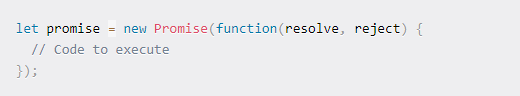 let promise = new Promise(function(resolve, reject) {
  // Code to execute
});